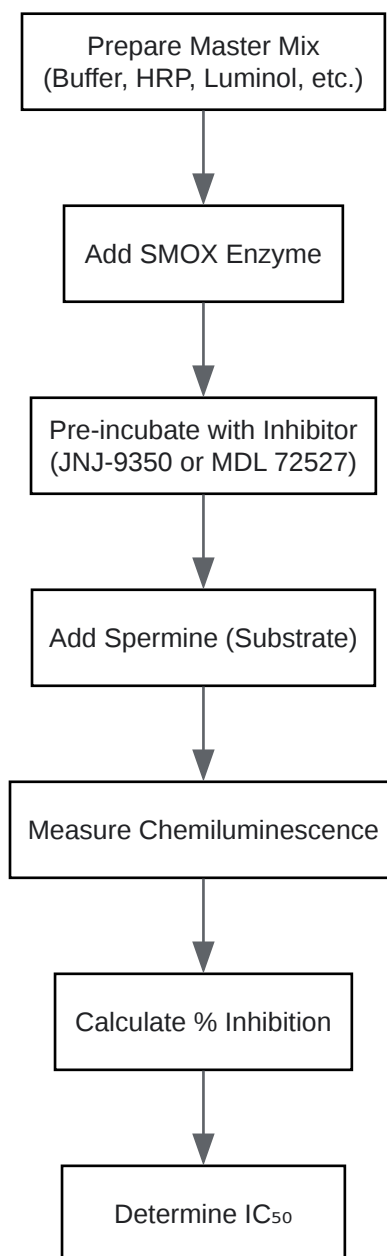 Prepare Master Mix
(Buffer, HRP, Luminol, etc.)
Add SMOX Enzyme
Pre-incubate with Inhibitor
(JNJ-9350 or MDL 72527)
Add Spermine (Substrate)
Measure Chemiluminescence
Calculate % Inhibition
Determine IC₅₀